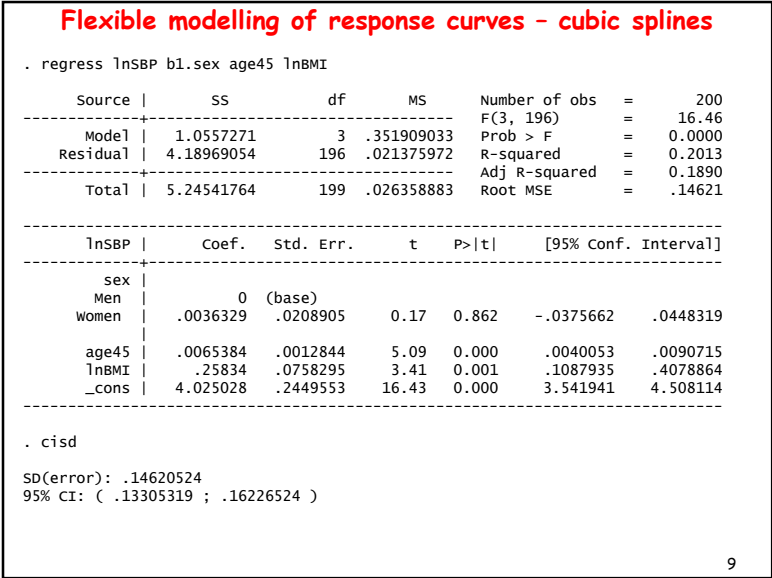 Flexible modelling of response curves – cubic splines
. regress lnSBP b1.sex age45 lnBMI
Source | SS df MS Number of obs = 200
-------------+---------------------------------- F(3, 196) = 16.46
Model | 1.0557271 3 .351909033 Prob > F = 0.0000
Residual | 4.18969054 196 .021375972 R-squared = 0.2013
-------------+---------------------------------- Adj R-squared = 0.1890
Total | 5.24541764 199 .026358883 Root MSE = .14621
------------------------------------------------------------------------------
lnSBP | Coef. Std. Err. t P>|t| [95% Conf. Interval]
-------------+----------------------------------------------------------------
sex |
Men | 0 (base)
Women | .0036329 .0208905 0.17 0.862 -.0375662 .0448319
|
age45 | .0065384 .0012844 5.09 0.000 .0040053 .0090715
lnBMI | .25834 .0758295 3.41 0.001 .1087935 .4078864
_cons | 4.025028 .2449553 16.43 0.000 3.541941 4.508114
------------------------------------------------------------------------------
. cisd
SD(error): .14620524
95% CI: ( .13305319 ; .16226524 )
9